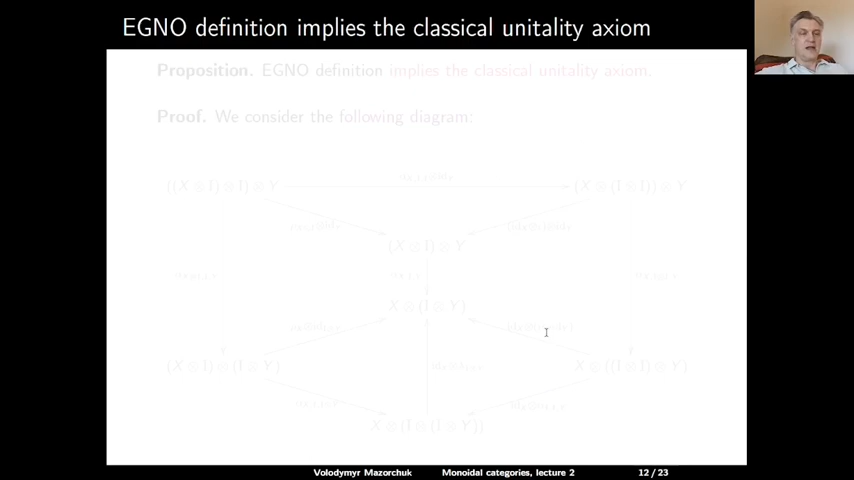 EGNO definition implies the classical unitality axiom
Proposition. EGNO definition implies the classical unitality axiom.
Proof. We consider the following diagram:
((X ⊗ I) ⊗ I) ⊗ Y
(X ⊗ (I ⊗ I)) ⊗ Y
(X ⊗ I) ⊗ Y
X ⊗ (I ⊗ Y)
(X ⊗ I) ⊗ (I ⊗ Y)
X ⊗ ((I ⊗ I) ⊗ Y)
X ⊗ (I ⊗ (I ⊗ Y))
Volodymyr Mazorchuk Monoidal categories, lecture 2 12 / 23